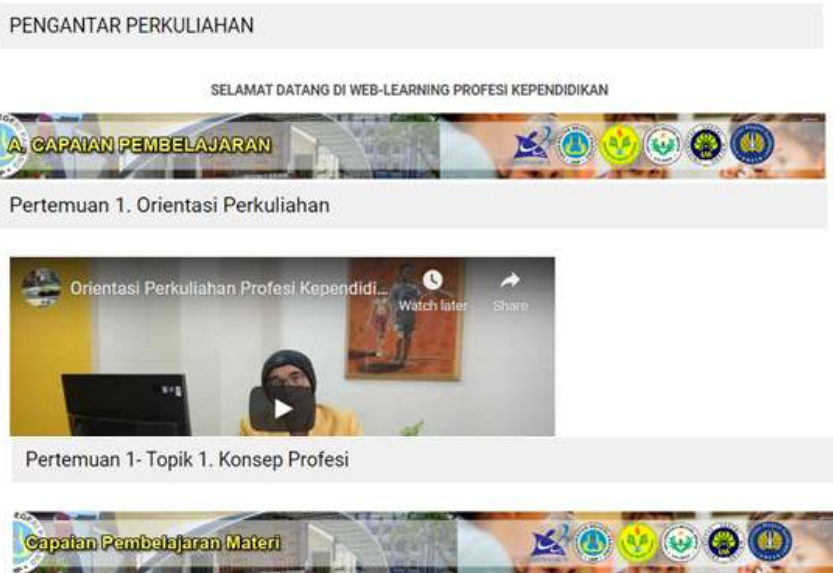 PENGANTAR PERKULIAHAN
SELAMAT DATANG DI WEB-LEARNING PROFESI KEPENDIDIKAN
A. CAPAIAN PEMBELAJARAN
Pertemuan 1. Orientasi Perkuliahan
Orientasi Perkuliahan Profesi Kependidi...
Watch later
Share
Pertemuan 1- Topik 1. Konsep Profesi
Capaian Pembelajaran Materi